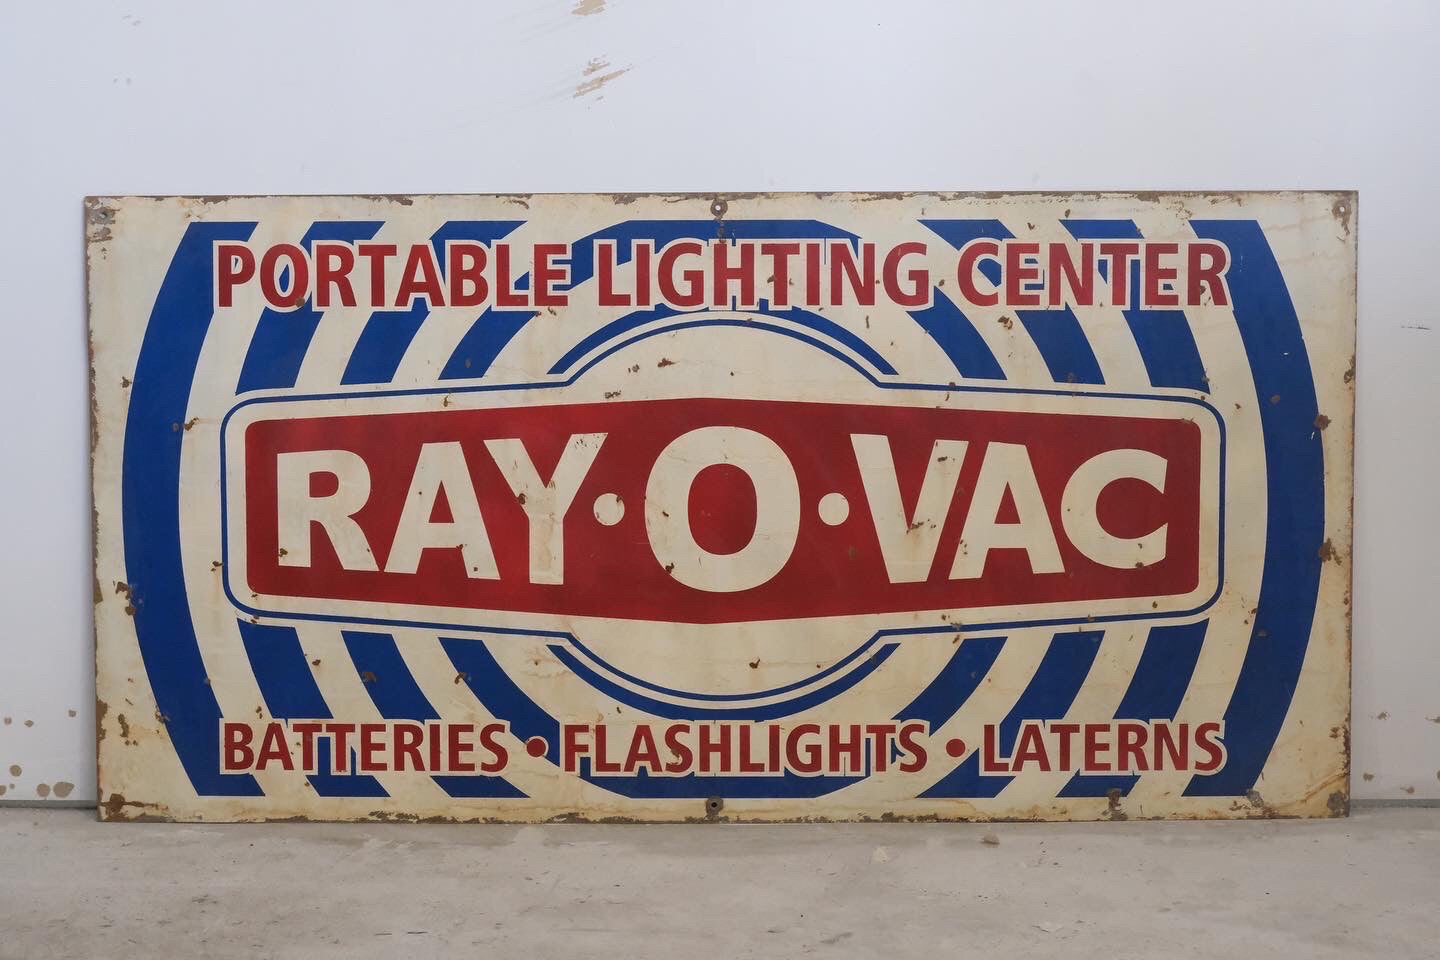 PORTABLE LIGHTING CENTER
RAY•O•VAC
BATTERIES • FLASHLIGHTS • LATERNS